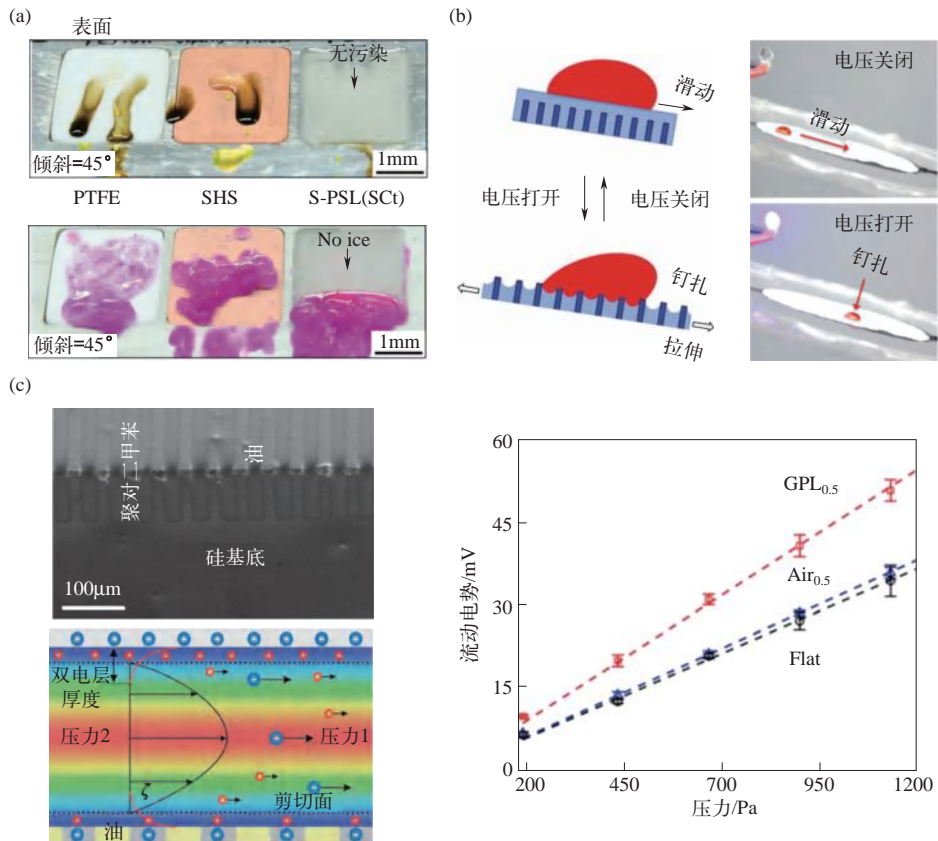 (a)
表面
无污染
倾斜=45°
1mm
PTFE
SHS
S-PSL(SCt)
No ice
倾斜=45°
1mm
(b)
滑动
电压打开
电压关闭
钉扎
拉伸
电压关闭
滑动
电压打开
钉扎
(c)
聚对二甲苯
油
硅基底
100μm
双电层
厚度
压力2
压力1
ζ
剪切面
油
60
45
30
15
0
流动电势/mV
GPL0.5
Air0.5
Flat
200
450
700
950
1200
压力/Pa